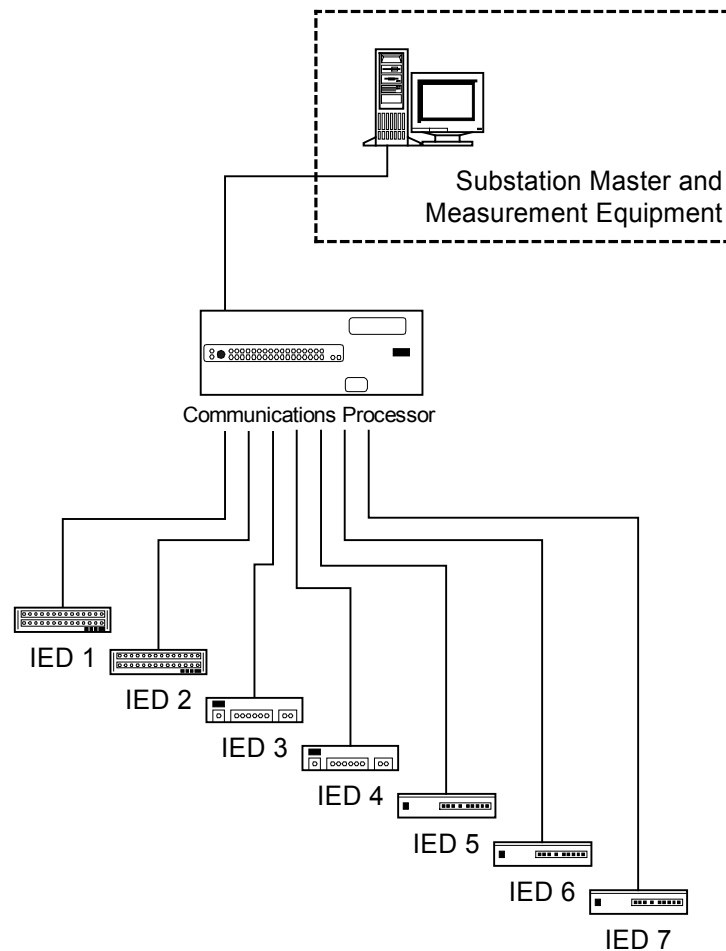 Substation Master and
Measurement Equipment
Communications Processor
IED 1
IED 2
IED 3
IED 4
IED 5
IED 6
IED 7